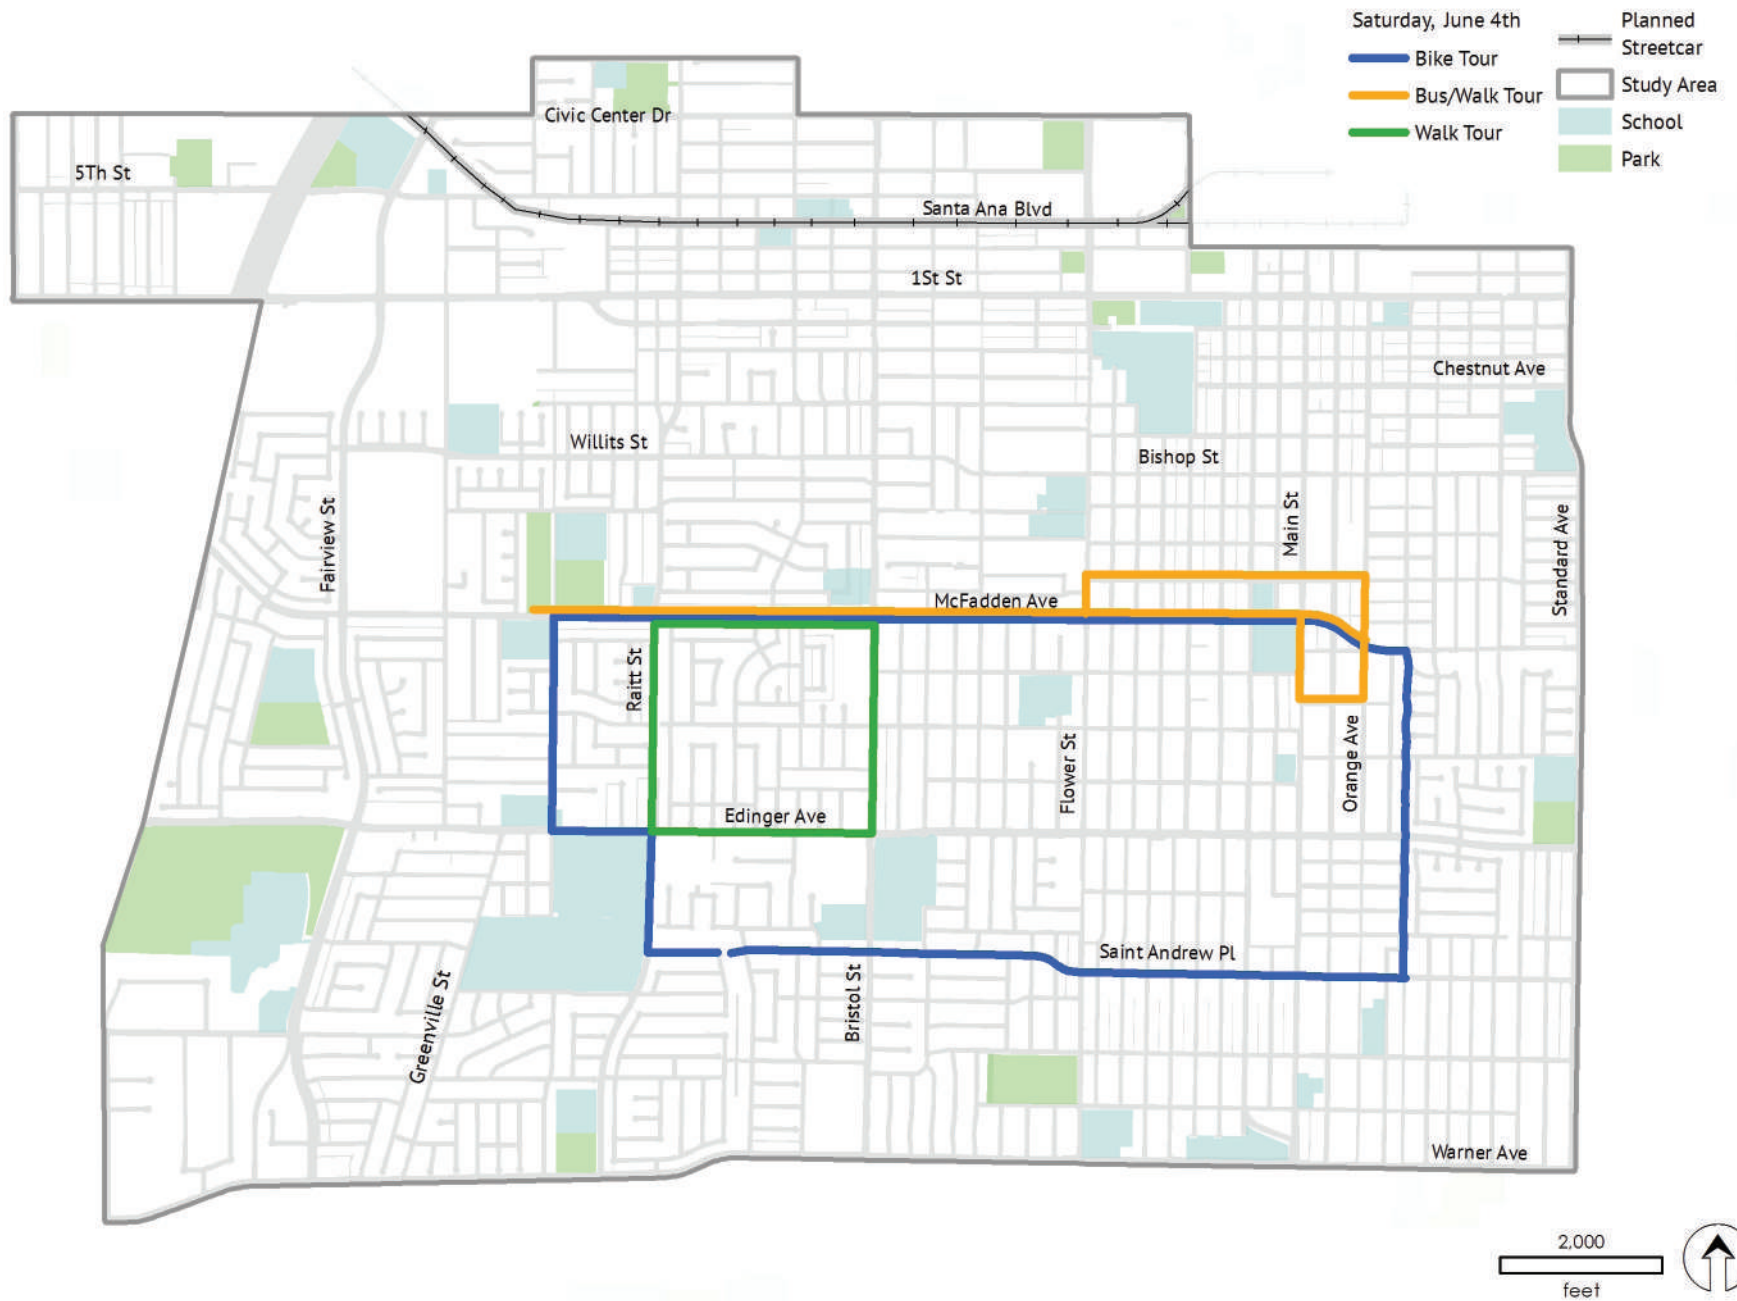 Saturday, June 4th
Bike Tour
Bus/Walk Tour
Walk Tour
Planned
Streetcar
Study Area
School
Park
Civic Center Dr
5Th St
Santa Ana Blvd
1St St
Chestnut Ave
Willits St
Bishop St
Fairview St
Main St
Standard Ave
McFadden Ave
Raitt St
Flower St
Orange Ave
Edinger Ave
Saint Andrew Pl
Bristol St
Greenville St
Warner Ave
2,000
feet